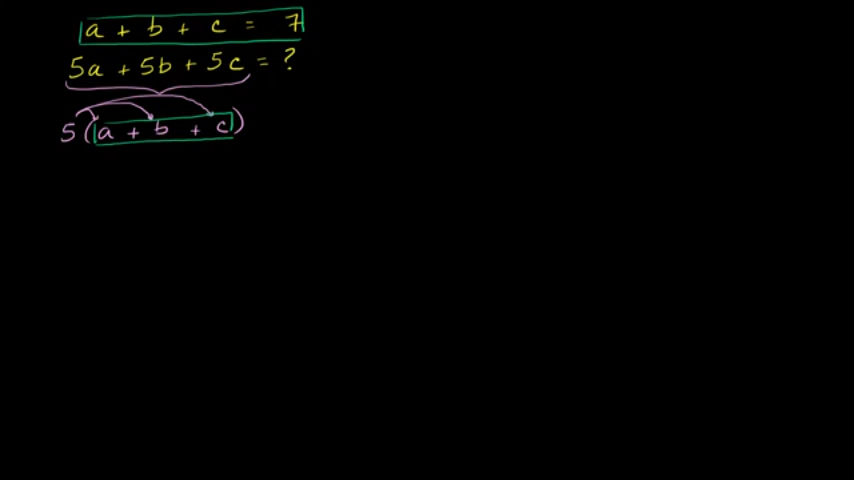 a + b + c = 7
5a + 5b + 5c = ?
5(a + b + c)